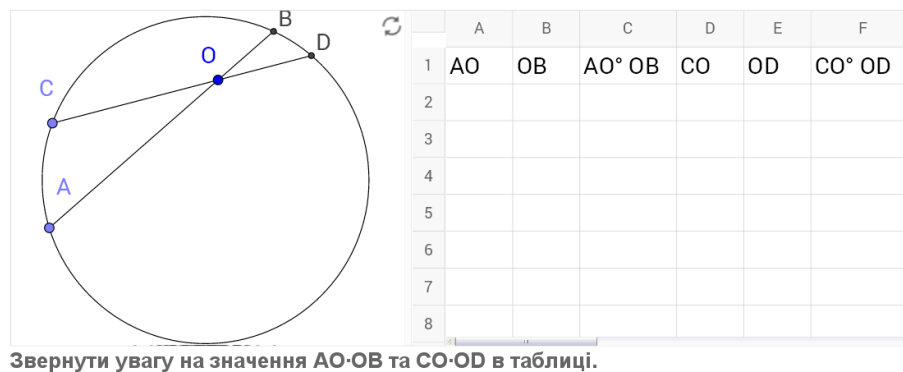 B
D
O
C
A
A B C D E F
1 AO OB AO° OB CO OD CO° OD
2
3
4
5
6
7
8
Звернути увагу на значення AO·OB та CO·OD в таблиці.